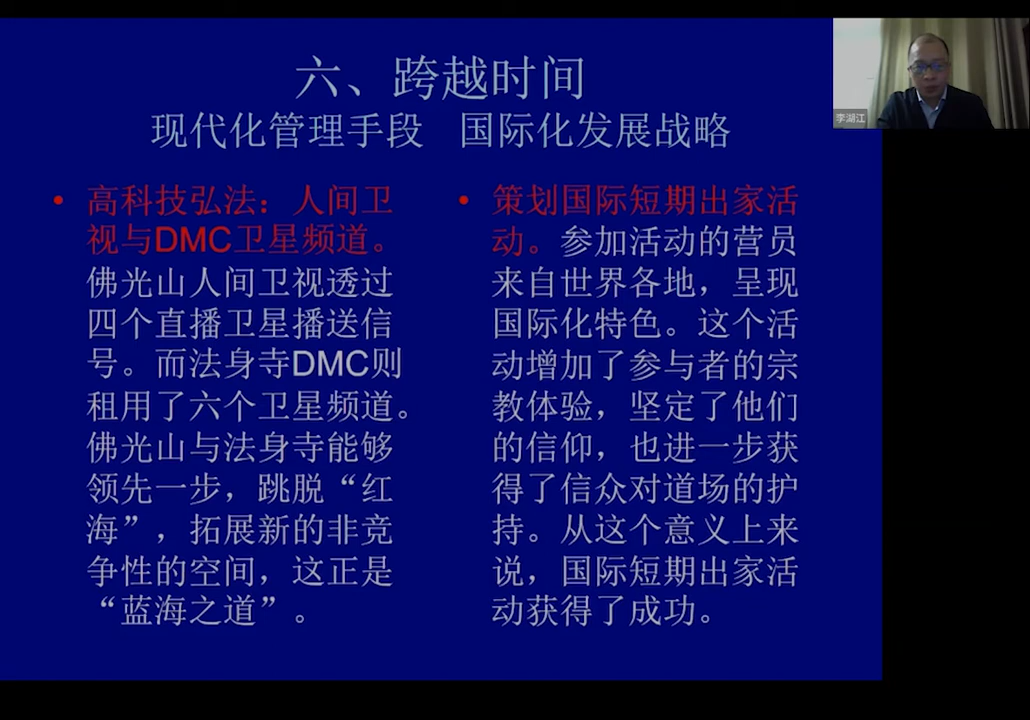 六、跨越时间
现代化管理手段 国际化发展战略
• 高科技弘法：人间卫
视与DMC卫星频道。
佛光山人间卫视透过
四个直播卫星播送信
号。而法身寺DMC则
租用了六个卫星频道。
佛光山与法身寺能够
领先一步，跳脱“红
海”，拓展新的非竞
争性的空间，这正是
“蓝海之道”。
• 策划国际短期出家活
动。参加活动的营员
来自世界各地，呈现
国际化特色。这个活
动增加了参与者的宗
教体验，坚定了他们
的信仰，也进一步获
得了信众对道场的护
持。从这个意义上来
说，国际短期出家活
动获得了成功。
李湖江